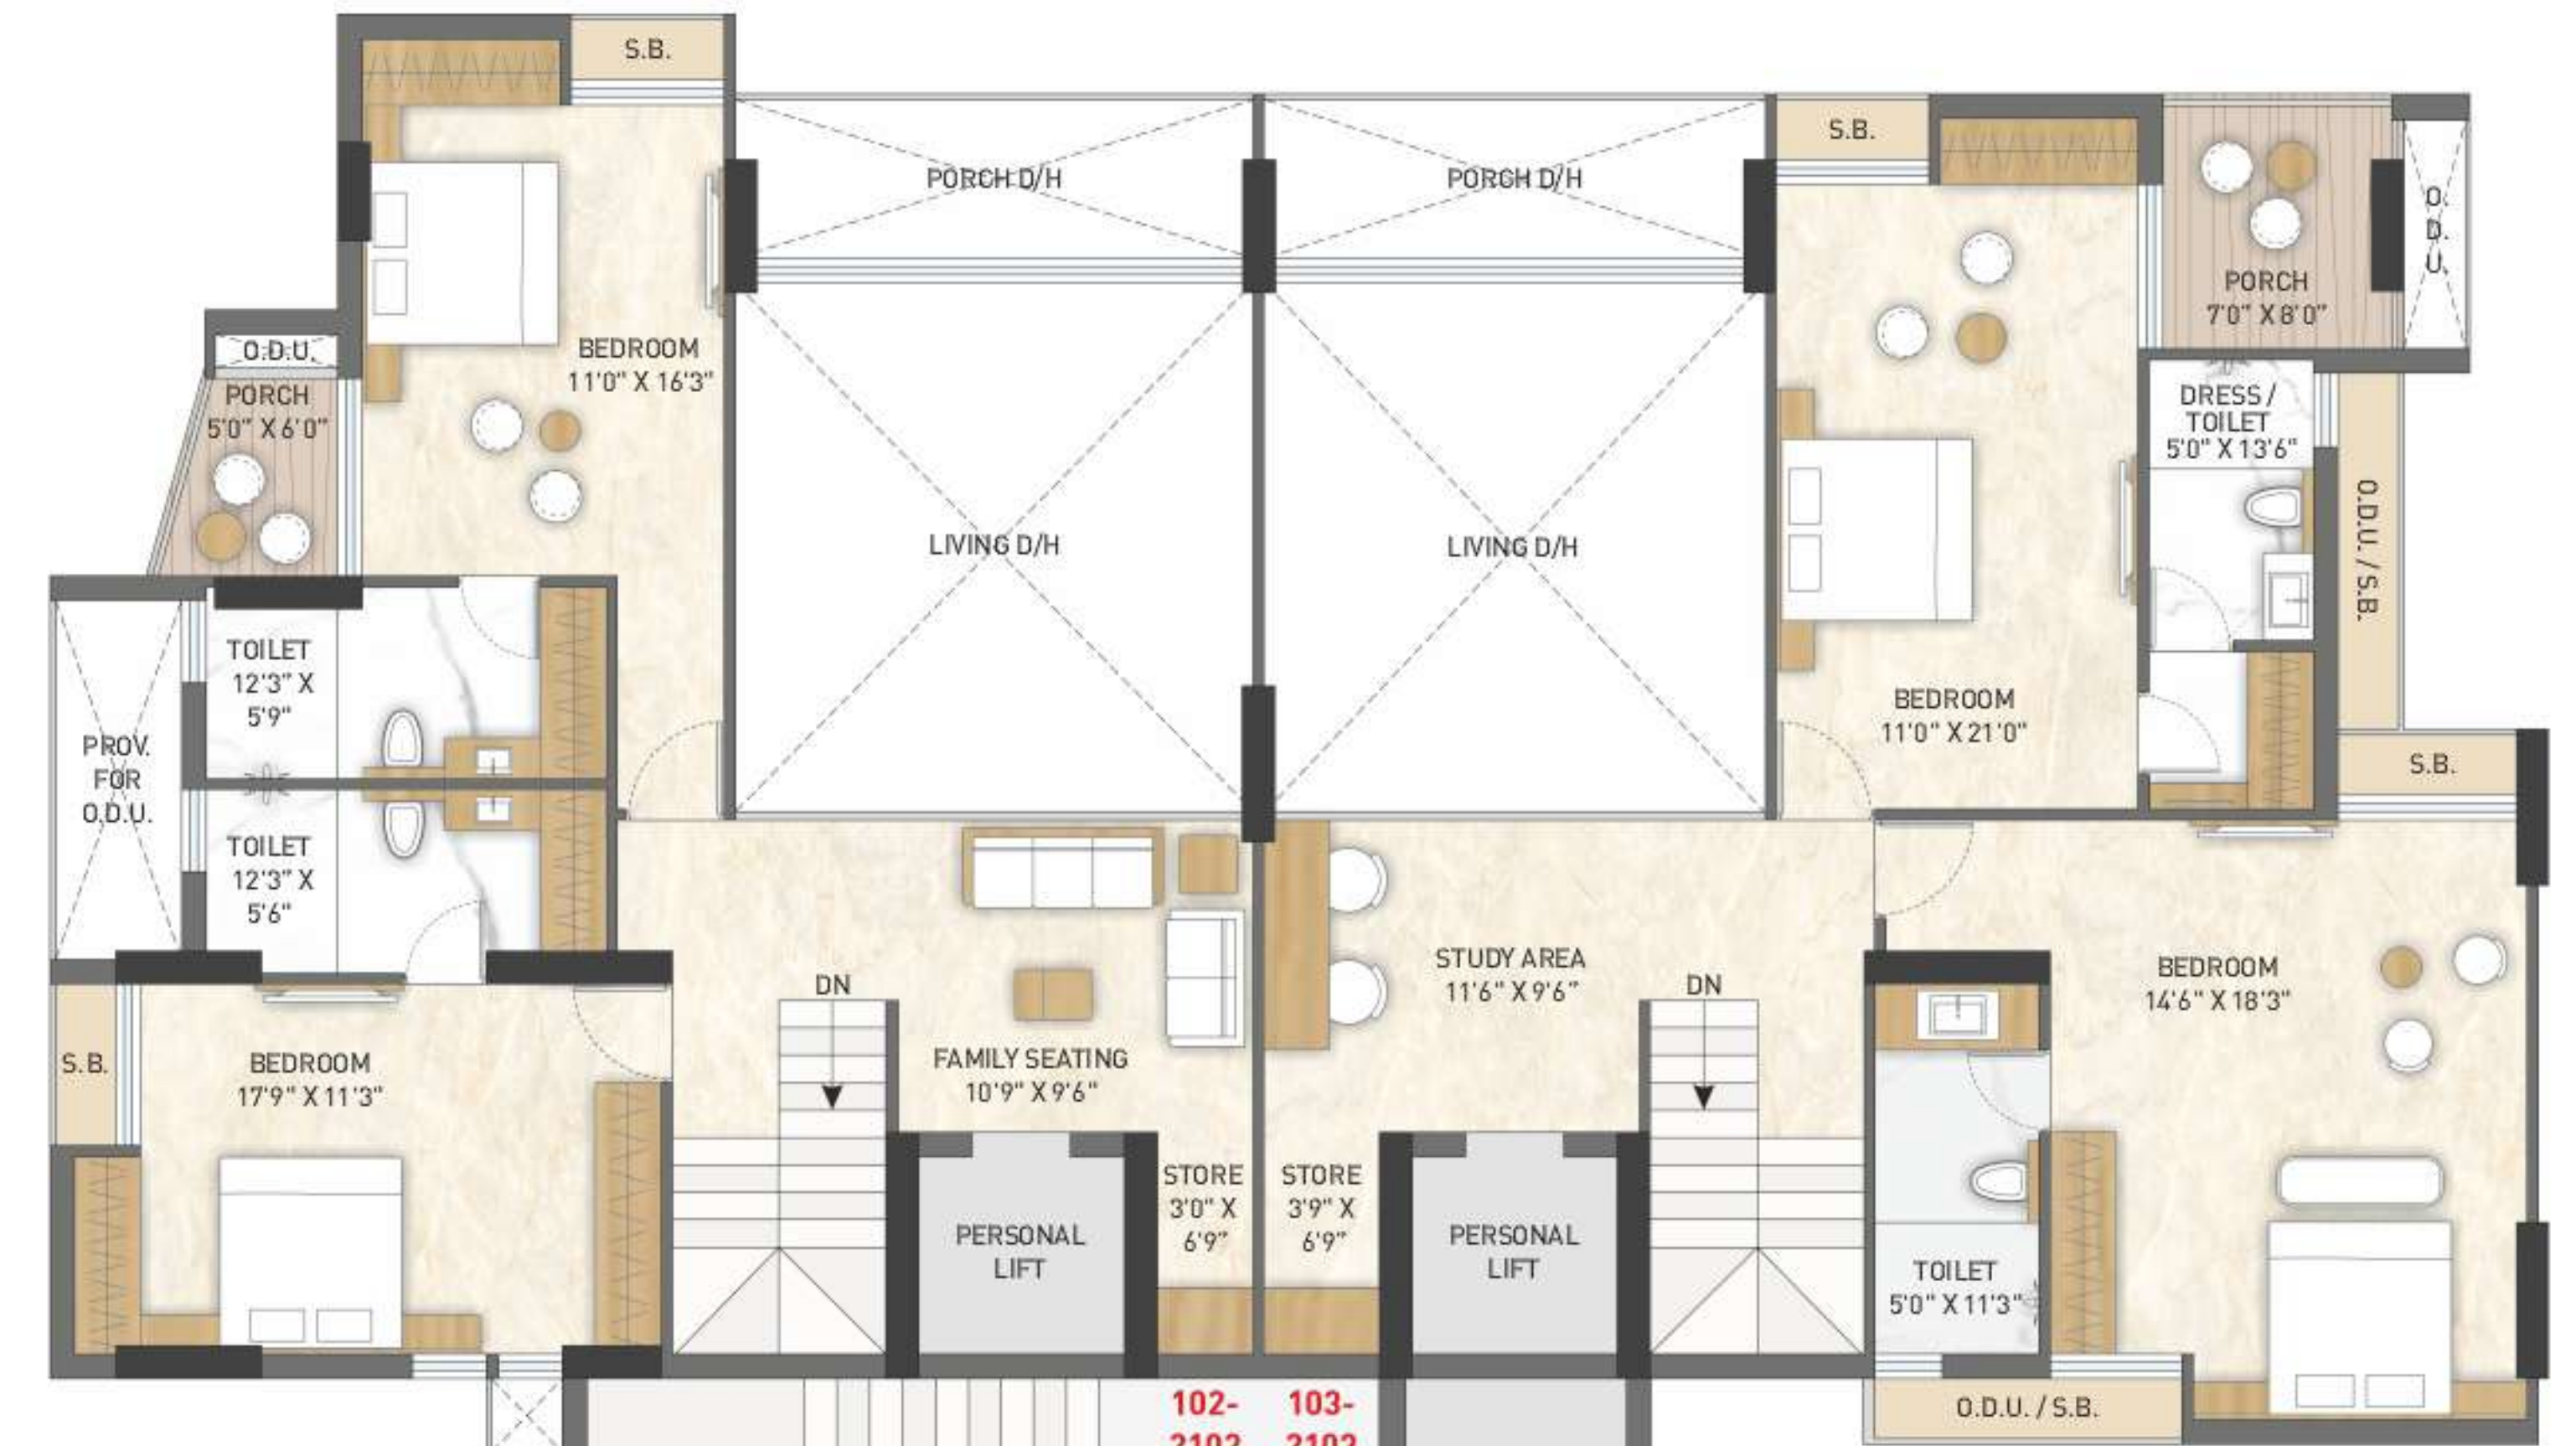 S.B.
PORCH D/H
PORCH D/H
S.B.
O.
D.
U.
PORCH
7'0" X 8'0"
O.D.U.
PORCH
5'0" X 6'0"
BEDROOM
11'0" X 16'3"
DRESS /
TOILET
5'0" X 13'6"
O.D.U. / S.B.
LIVING D/H
LIVING D/H
TOILET
12'3" X
5'9"
BEDROOM
11'0" X 21'0"
PROV.
FOR
O.D.U.
S.B.
TOILET
12'3" X
5'6"
DN
STUDY AREA
11'6" X 9'6"
DN
BEDROOM
14'6" X 18'3"
S.B.
BEDROOM
17'9" X 11'3"
FAMILY SEATING
10'9" X 9'6"
STORE
3'0" X
6'9"
STORE
3'9" X
6'9"
PERSONAL
LIFT
PERSONAL
LIFT
TOILET
5'0" X 11'3"
O.D.U. / S.B.
102-
103-